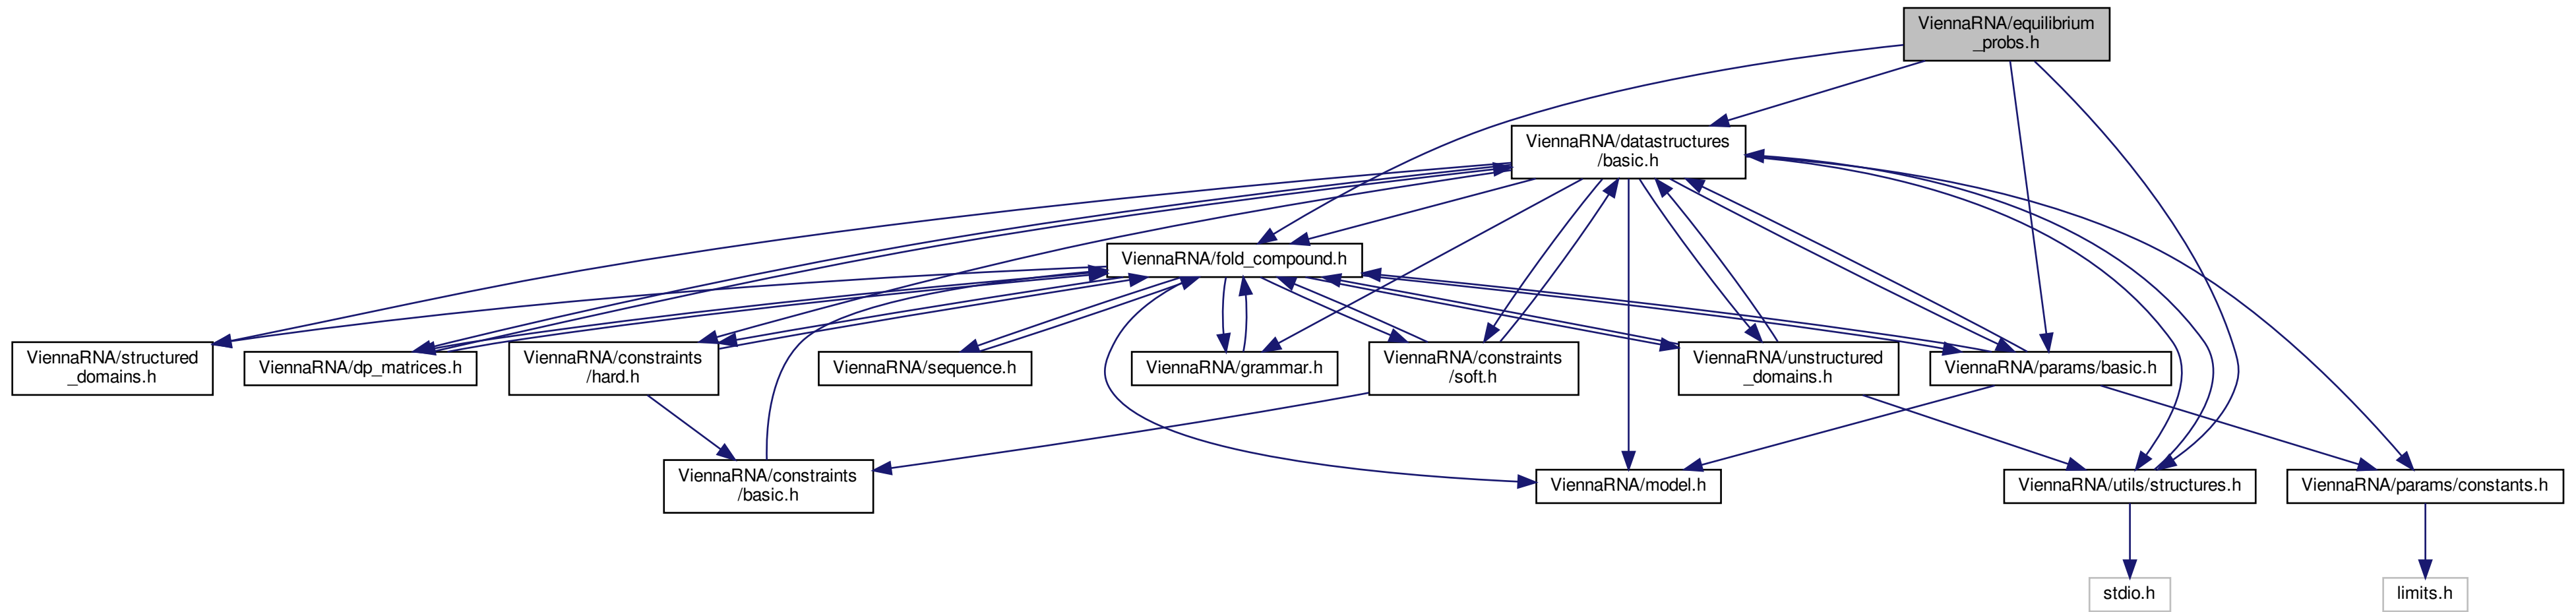 ViennaRNA/equilibrium
_probs.h
ViennaRNA/datastructures
/basic.h
ViennaRNA/fold_compound.h
ViennaRNA/structured
_domains.h
ViennaRNA/dp_matrices.h
ViennaRNA/constraints
/hard.h
ViennaRNA/sequence.h
ViennaRNA/grammar.h
ViennaRNA/constraints
/soft.h
ViennaRNA/unstructured
_domains.h
ViennaRNA/params/basic.h
ViennaRNA/constraints
/basic.h
ViennaRNA/model.h
ViennaRNA/utils/structures.h
ViennaRNA/params/constants.h
stdio.h
limits.h